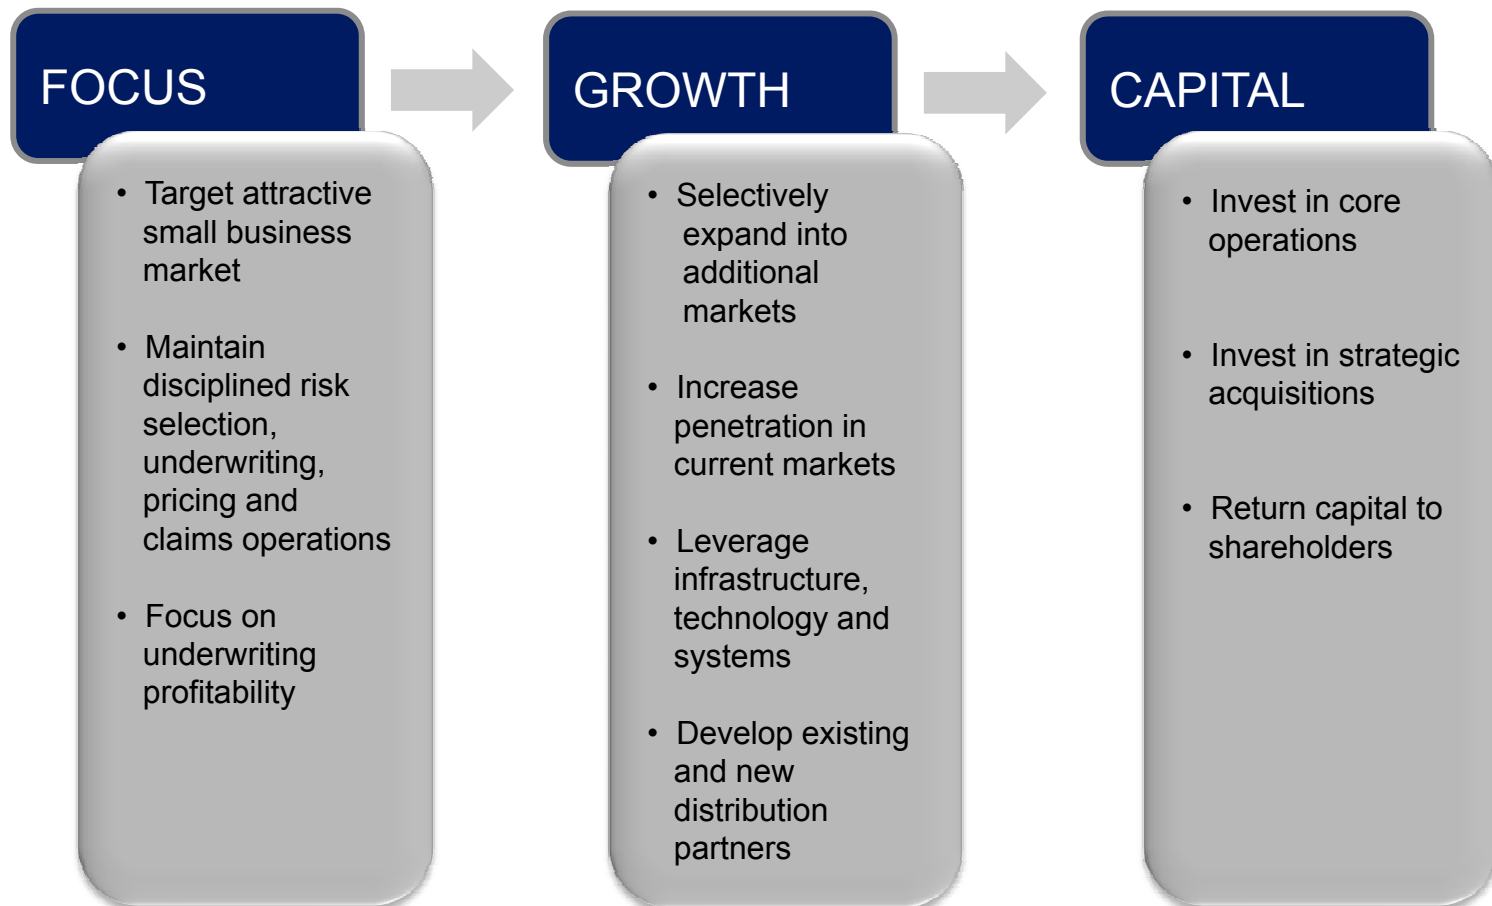 FOCUS
• Target attractive
small business
market
• Maintain
disciplined risk
selection,
underwriting,
pricing and
claims operations
• Focus on
underwriting
profitability
GROWTH
• Selectively
expand into
additional
markets
• Increase
penetration in
current markets
• Leverage
infrastructure,
technology and
systems
• Develop existing
and new
distribution
partners
CAPITAL
• Invest in core
operations
• Invest in strategic
acquisitions
• Return capital to
shareholders